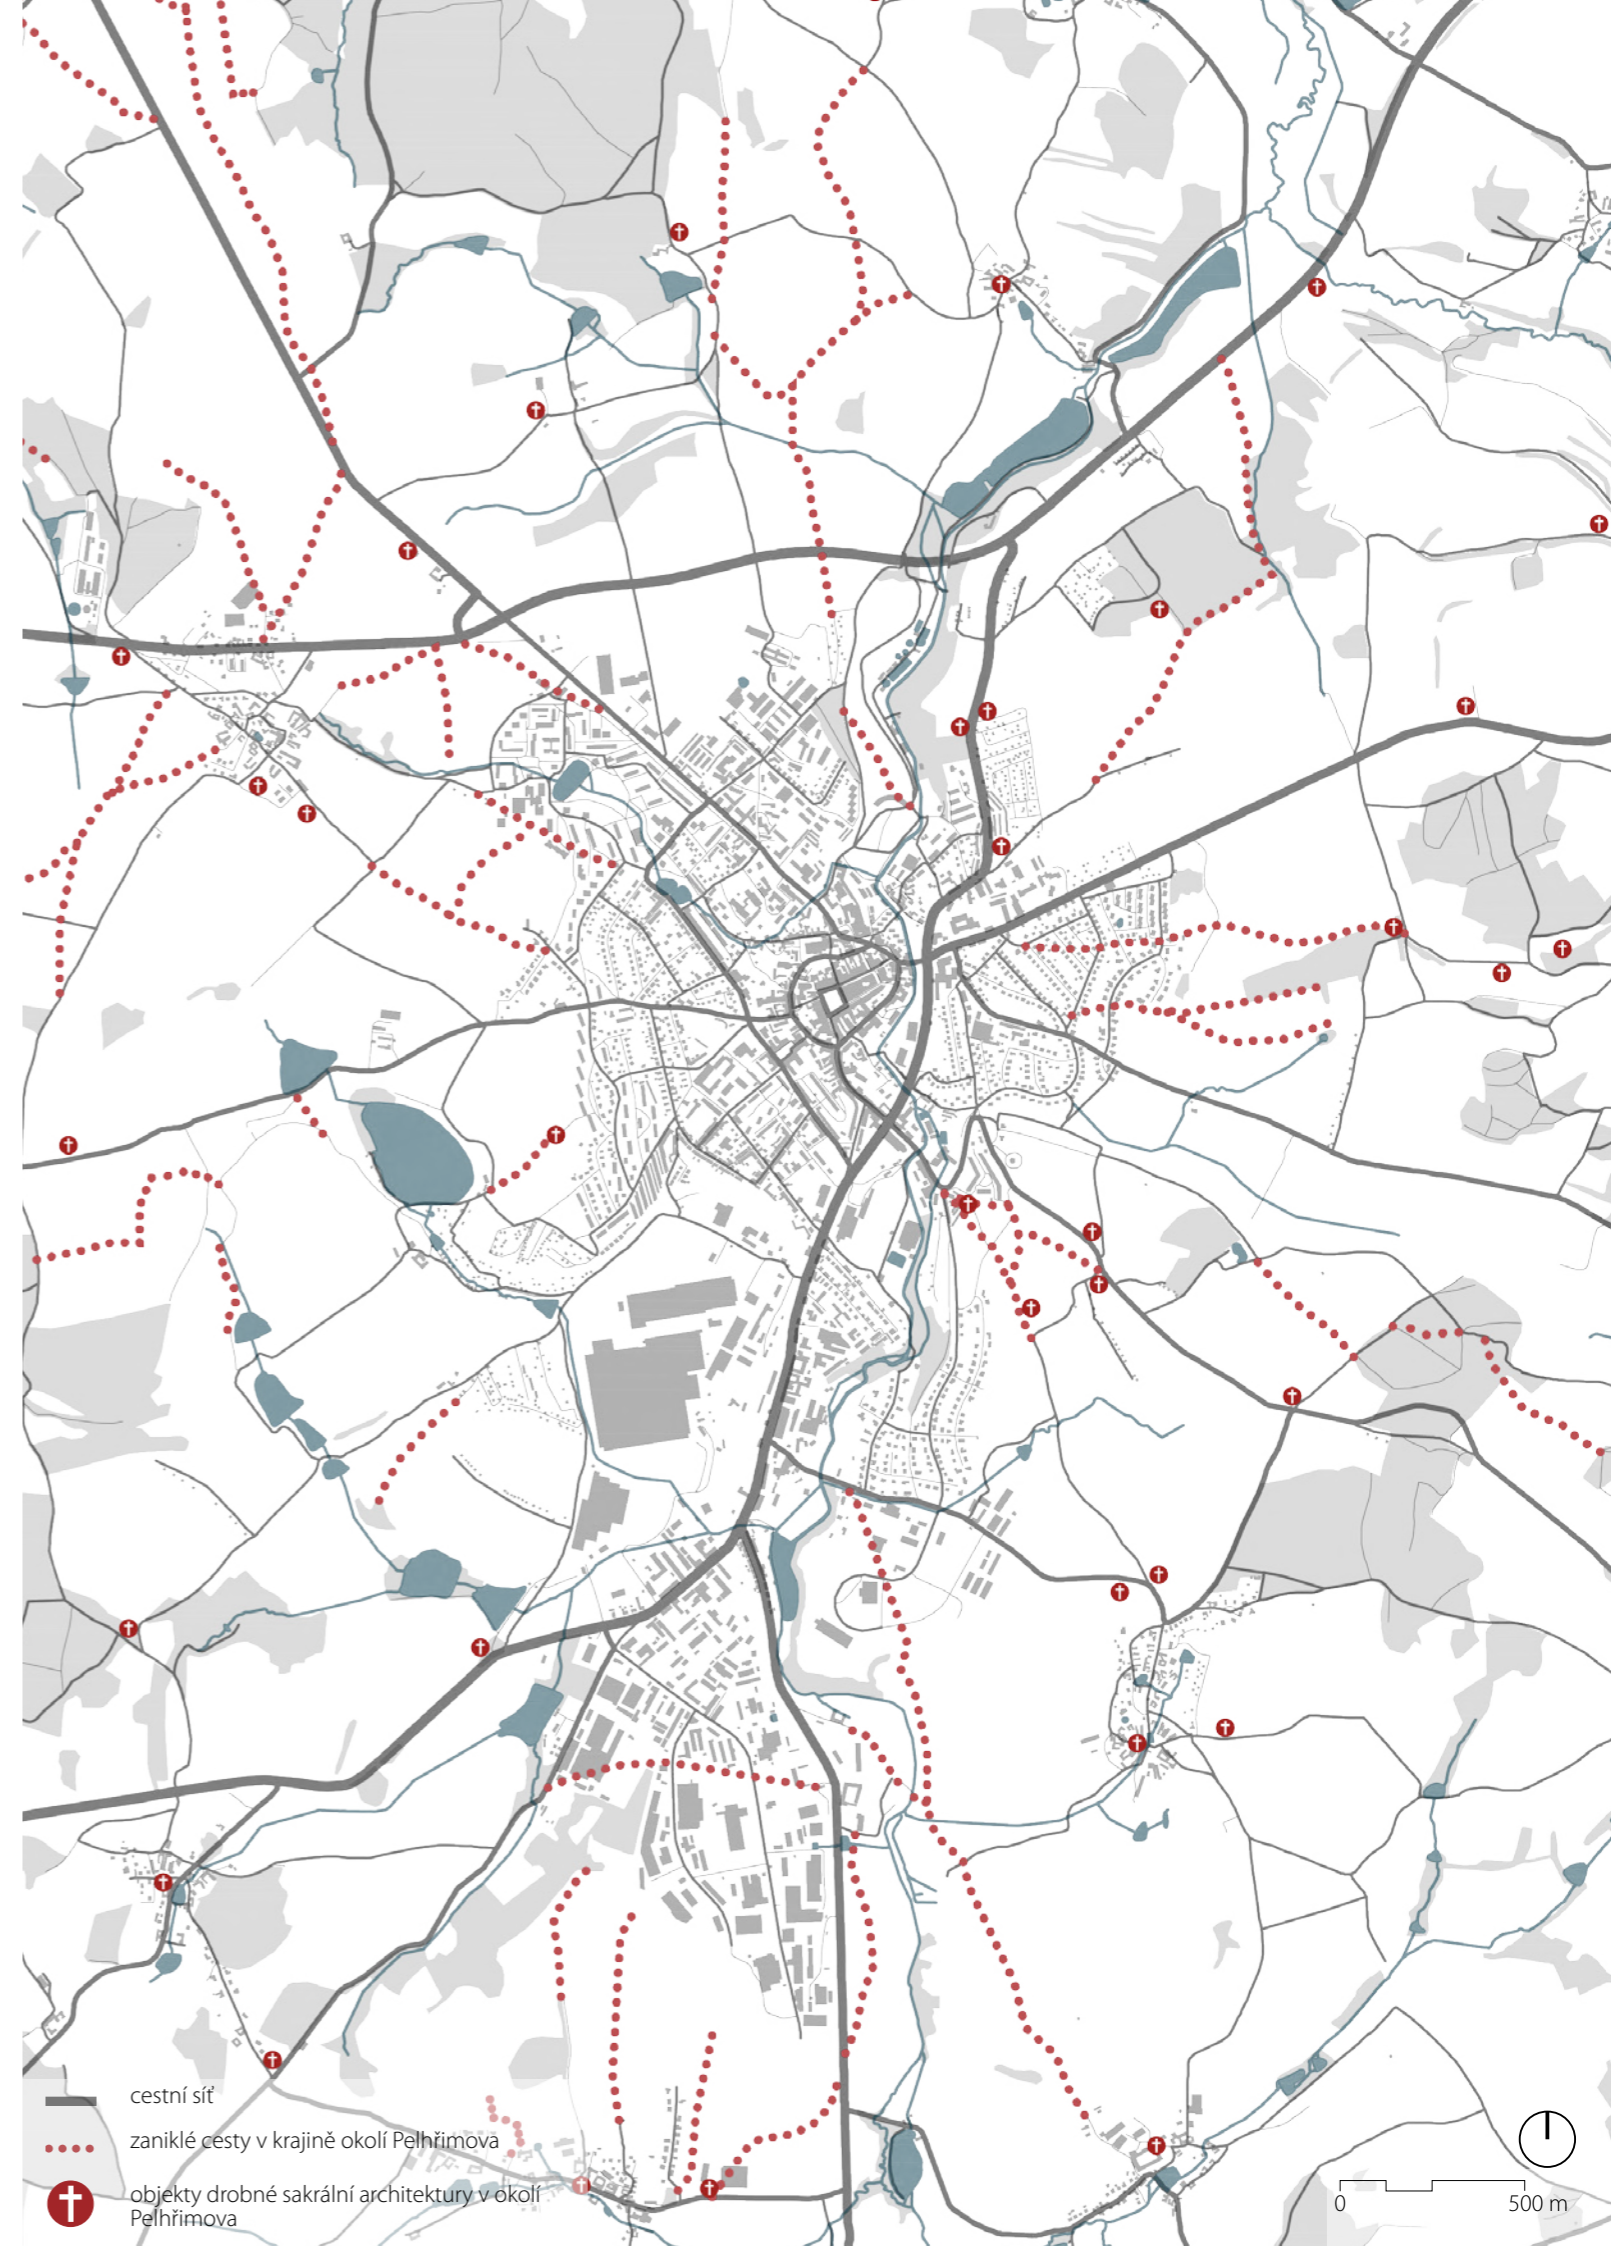 cestní síť
zaniklé cesty v krajině okolí Pelhřimova
objekty drobné sakrální architektury v okolí
Pelhřimova
0 500 m